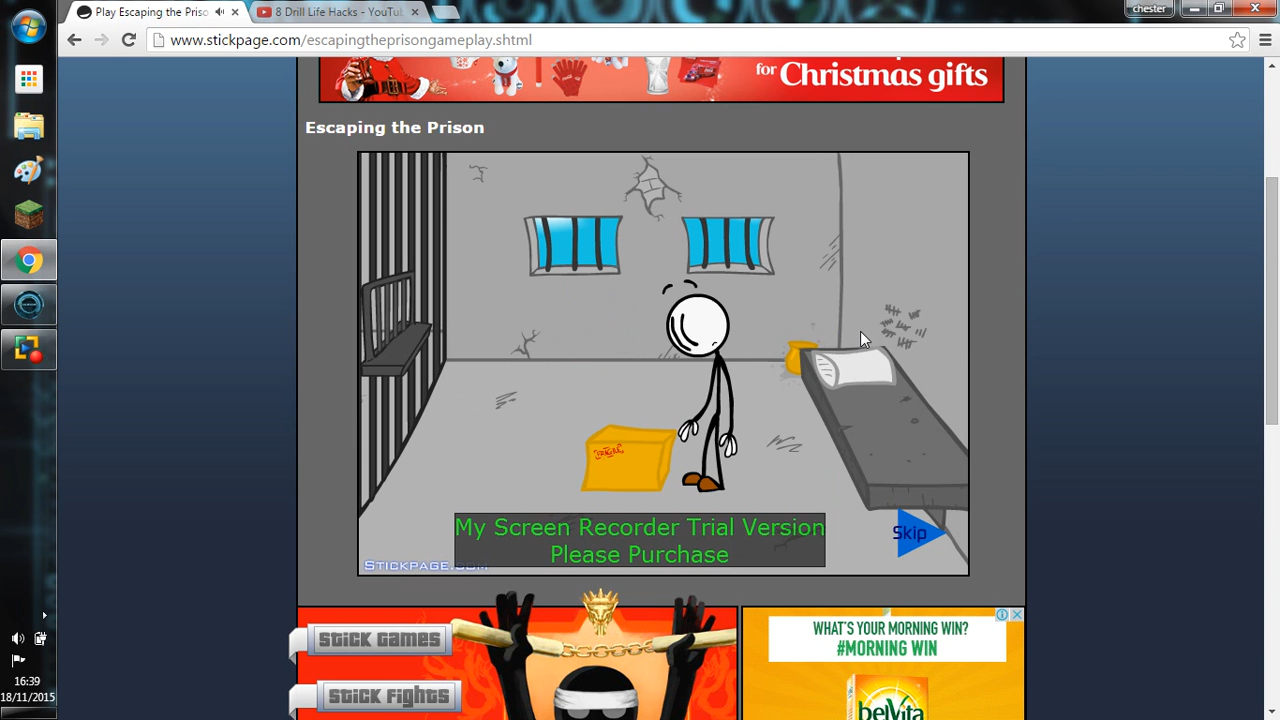 Play Escaping the Priso
8 Drill Life Hacks - YouTu
chester
www.stickpage.com/escapingtheprisongameplay.shtml
for Christmas gifts
Escaping the Prison
FRAGILE
My Screen Recorder Trial Version
Please Purchase
Skip
STICKPAGE.COM
STICK GAMES
WHAT'S YOUR MORNING WIN?
#MORNING WIN
STICK FIGHTS
belVita
16:39
18/11/2015